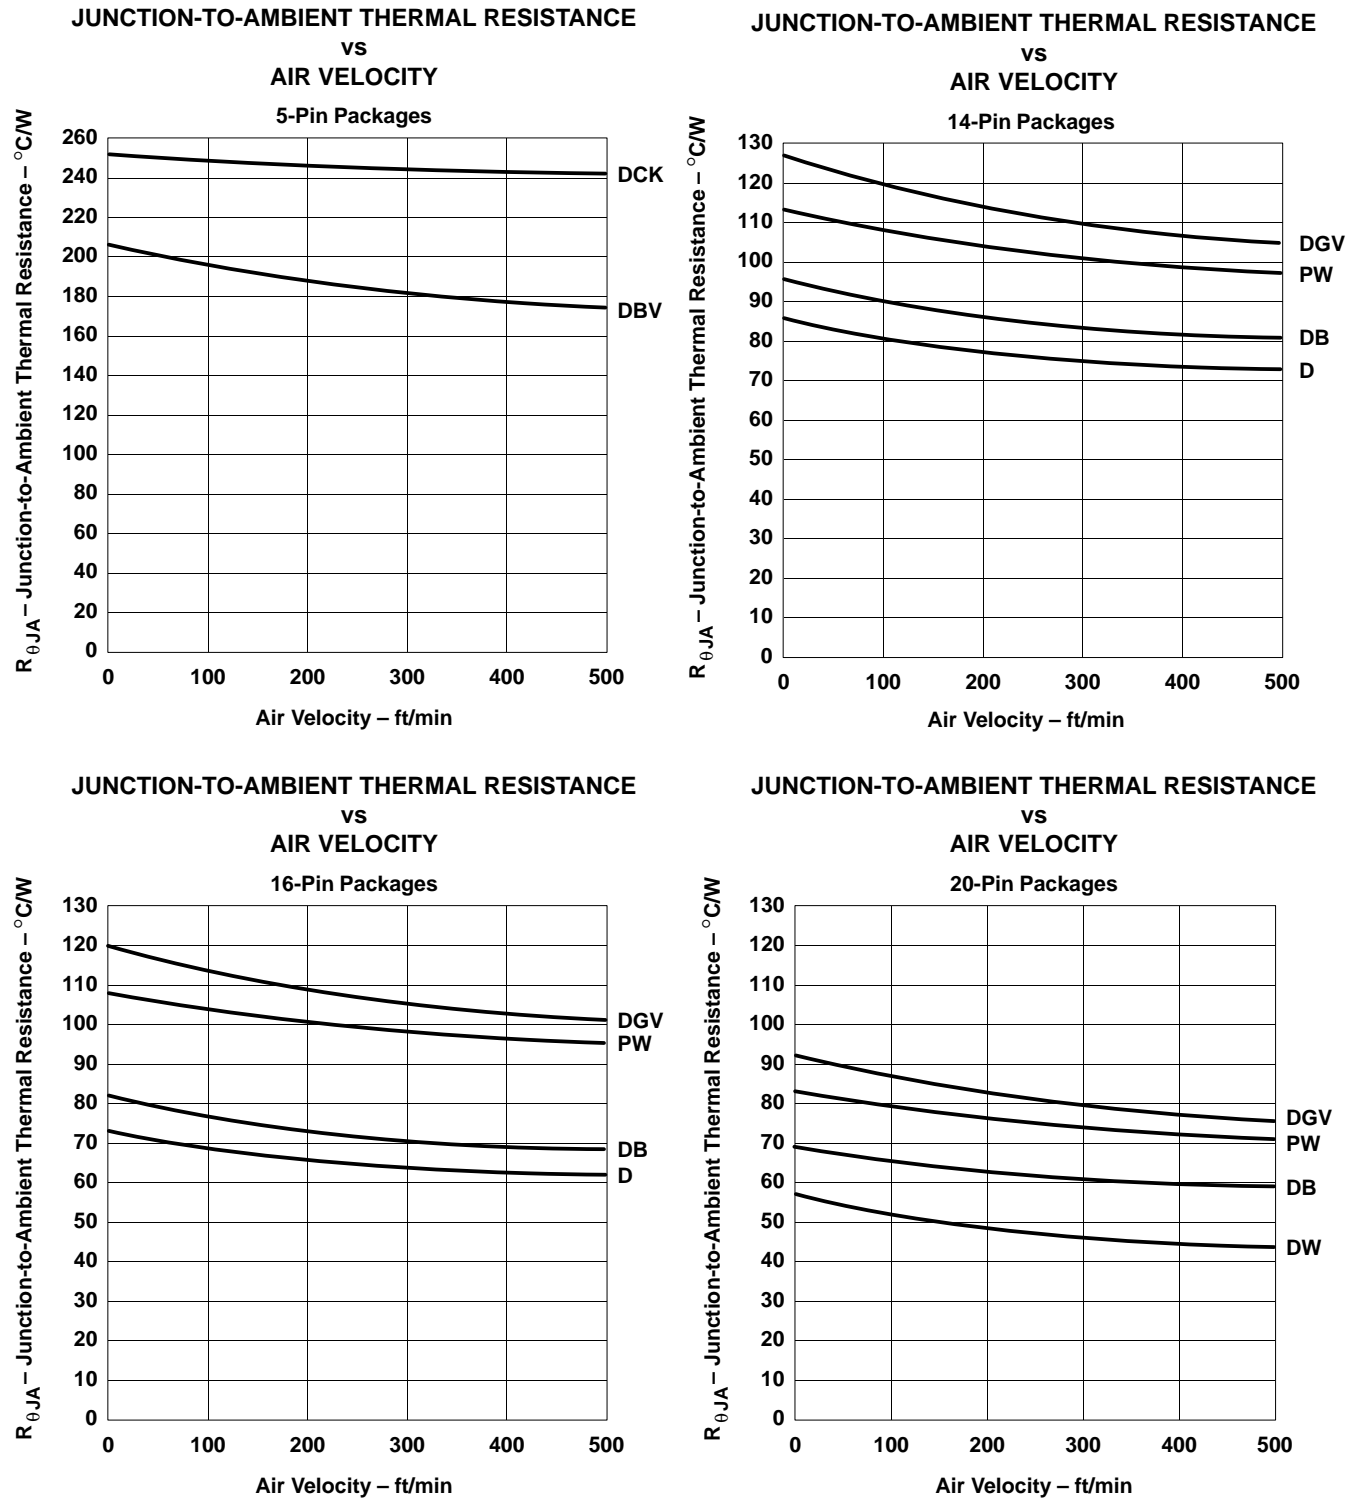 JUNCTION-TO-AMBIENT THERMAL RESISTANCE
vs
AIR VELOCITY
5-Pin Packages
R θJA – Junction-to-Ambient Thermal Resistance – °C/W
260
240
220
200
180
160
140
120
100
80
60
40
20
0
DCK
DBV
0 100 200 300 400 500
Air Velocity – ft/min
JUNCTION-TO-AMBIENT THERMAL RESISTANCE
vs
AIR VELOCITY
14-Pin Packages
R θJA – Junction-to-Ambient Thermal Resistance – °C/W
130
120
110
100
90
80
70
60
50
40
30
20
10
0
DGV
PW
DB
D
0 100 200 300 400 500
Air Velocity – ft/min
JUNCTION-TO-AMBIENT THERMAL RESISTANCE
vs
AIR VELOCITY
16-Pin Packages
R θJA – Junction-to-Ambient Thermal Resistance – °C/W
130
120
110
100
90
80
70
60
50
40
30
20
10
0
DGV
PW
DB
D
0 100 200 300 400 500
Air Velocity – ft/min
JUNCTION-TO-AMBIENT THERMAL RESISTANCE
vs
AIR VELOCITY
20-Pin Packages
R θJA – Junction-to-Ambient Thermal Resistance – °C/W
130
120
110
100
90
80
70
60
50
40
30
20
10
0
DGV
PW
DB
DW
0 100 200 300 400 500
Air Velocity – ft/min